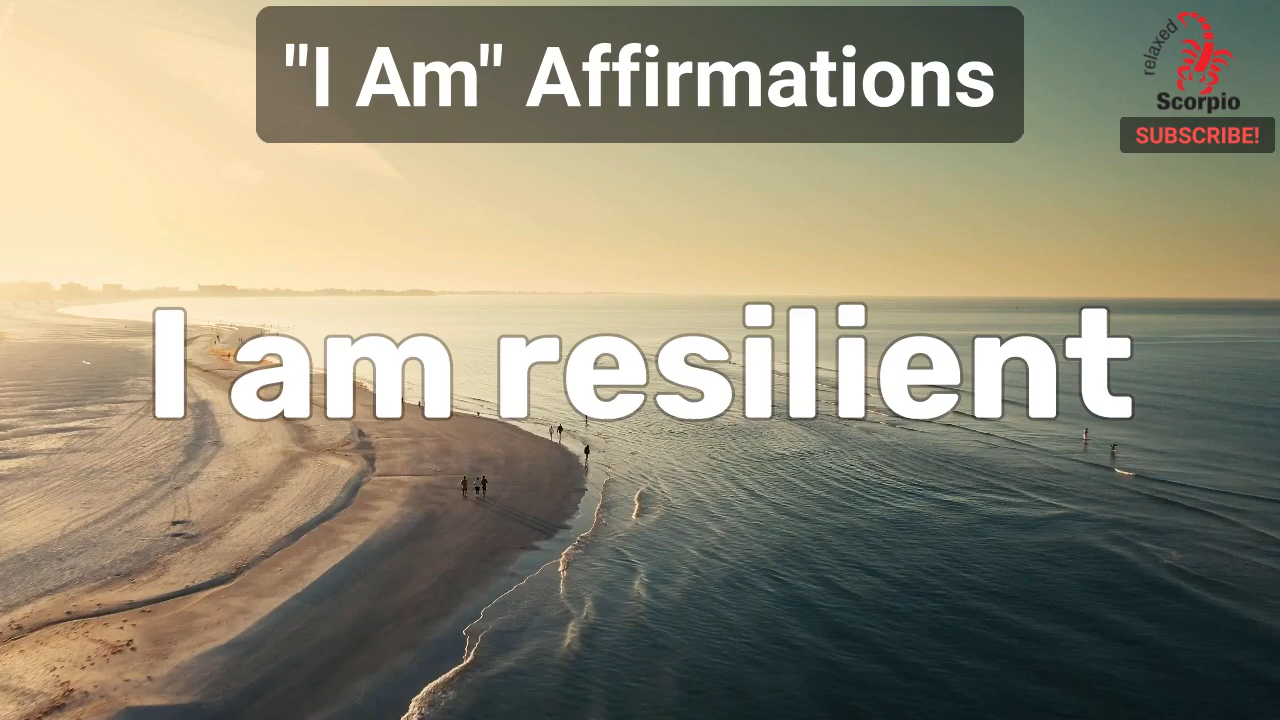 "I Am" Affirmations
relaxed
Scorpio
SUBSCRIBE!
I am resilient